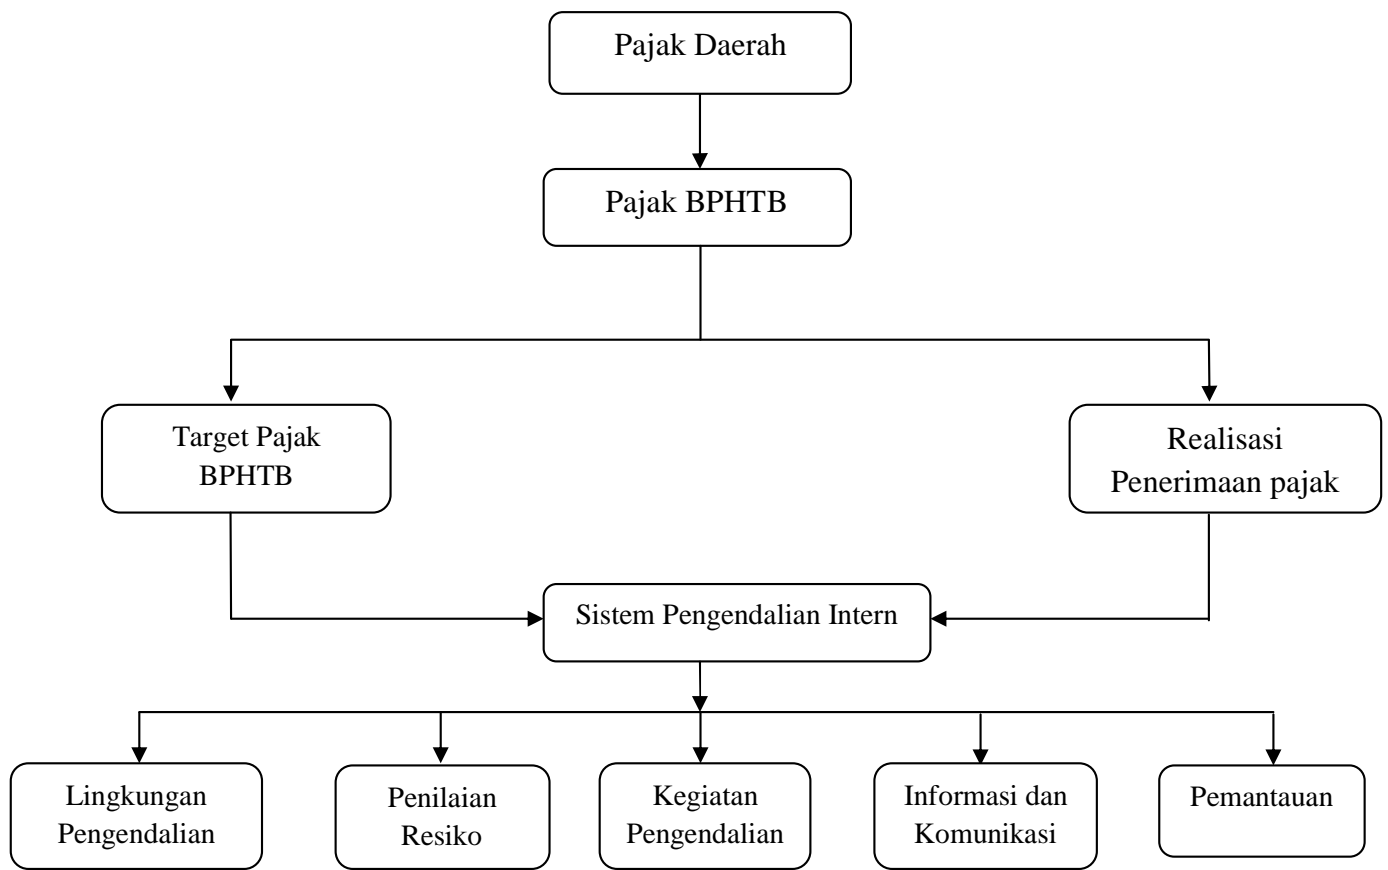 Pajak Daerah
Pajak BPHTB
Target Pajak
BPHTB
Realisasi
Penerimaan pajak
Sistem Pengendalian Intern
Lingkungan
Pengendalian
Penilaian
Resiko
Kegiatan
Pengendalian
Informasi dan
Komunikasi
Pemantauan